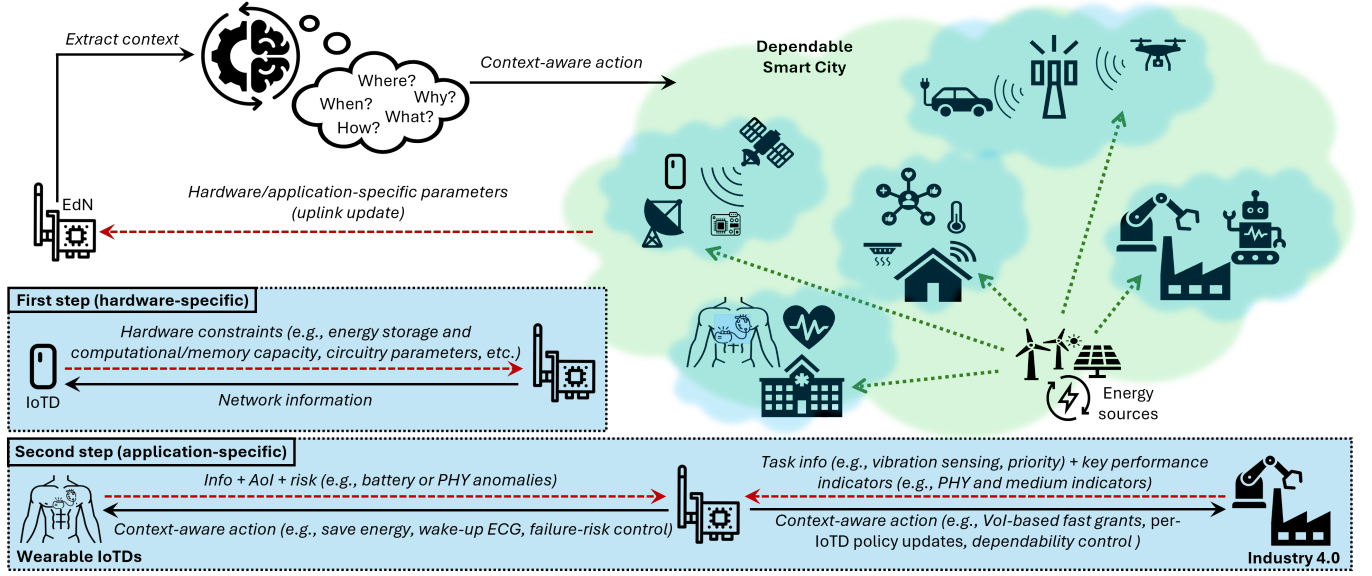 Extract context
Where?
When?
Why?
What?
How?
Context-aware action
Dependable
Smart City
EdN
Hardware/application-specific parameters
(uplink update)
Energy
sources
First step (hardware-specific)
Hardware constraints (e.g., energy storage and
computational/memory capacity, circuitry parameters, etc.)
IoTD
Network information
Second step (application-specific)
Info + AoI + risk (e.g., battery or PHY anomalies)
Context-aware action (e.g., save energy, wake-up ECG, failure-risk control)
Wearable IoTDs
Task info (e.g., vibration sensing, priority) + key performance
indicators (e.g., PHY and medium indicators)
Context-aware action (e.g., VoI-based fast grants, per-
IoTD policy updates, dependability control )
Industry 4.0